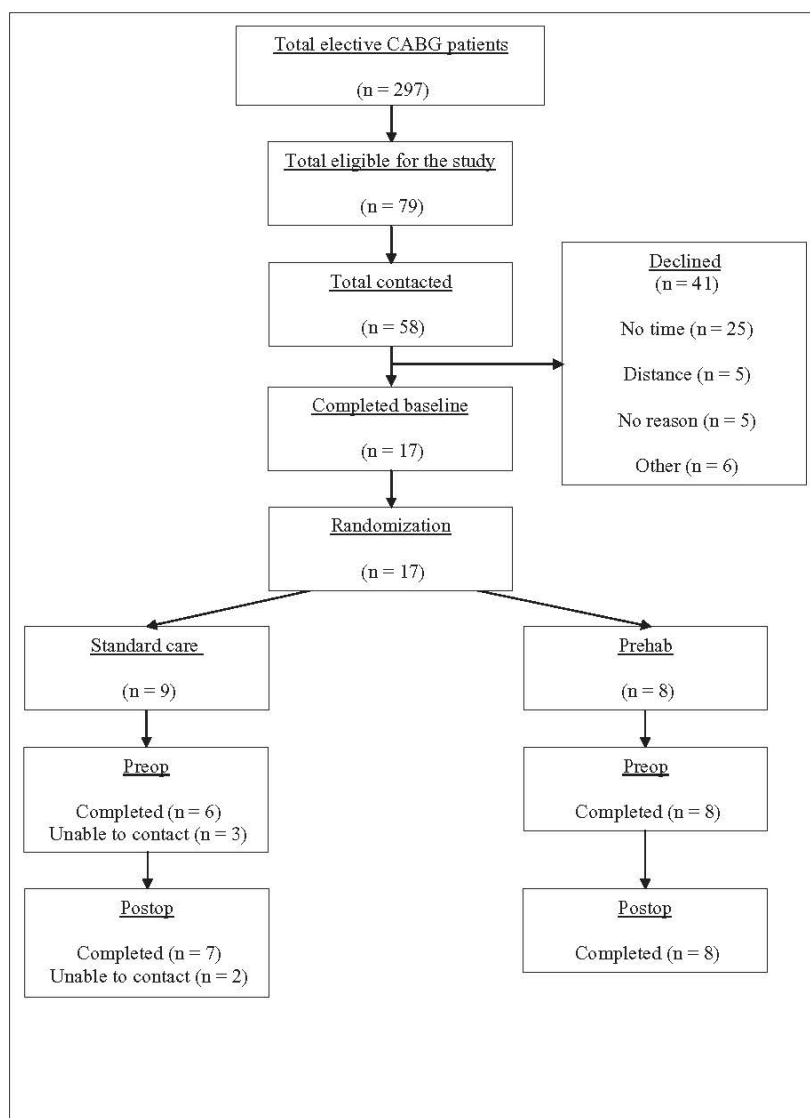 Total elective CABG patients
(n = 297)
Total eligible for the study
(n = 79)
Total contacted
(n = 58)
Declined
(n = 41)
No time (n = 25)
Distance (n = 5)
No reason (n = 5)
Other (n = 6)
Completed baseline
(n = 17)
Randomization
(n = 17)
Standard care
(n = 9)
Preop
Completed (n = 6)
Unable to contact (n = 3)
Postop
Completed (n = 7)
Unable to contact (n = 2)
Prehab
(n = 8)
Preop
Completed (n = 8)
Postop
Completed (n = 8)